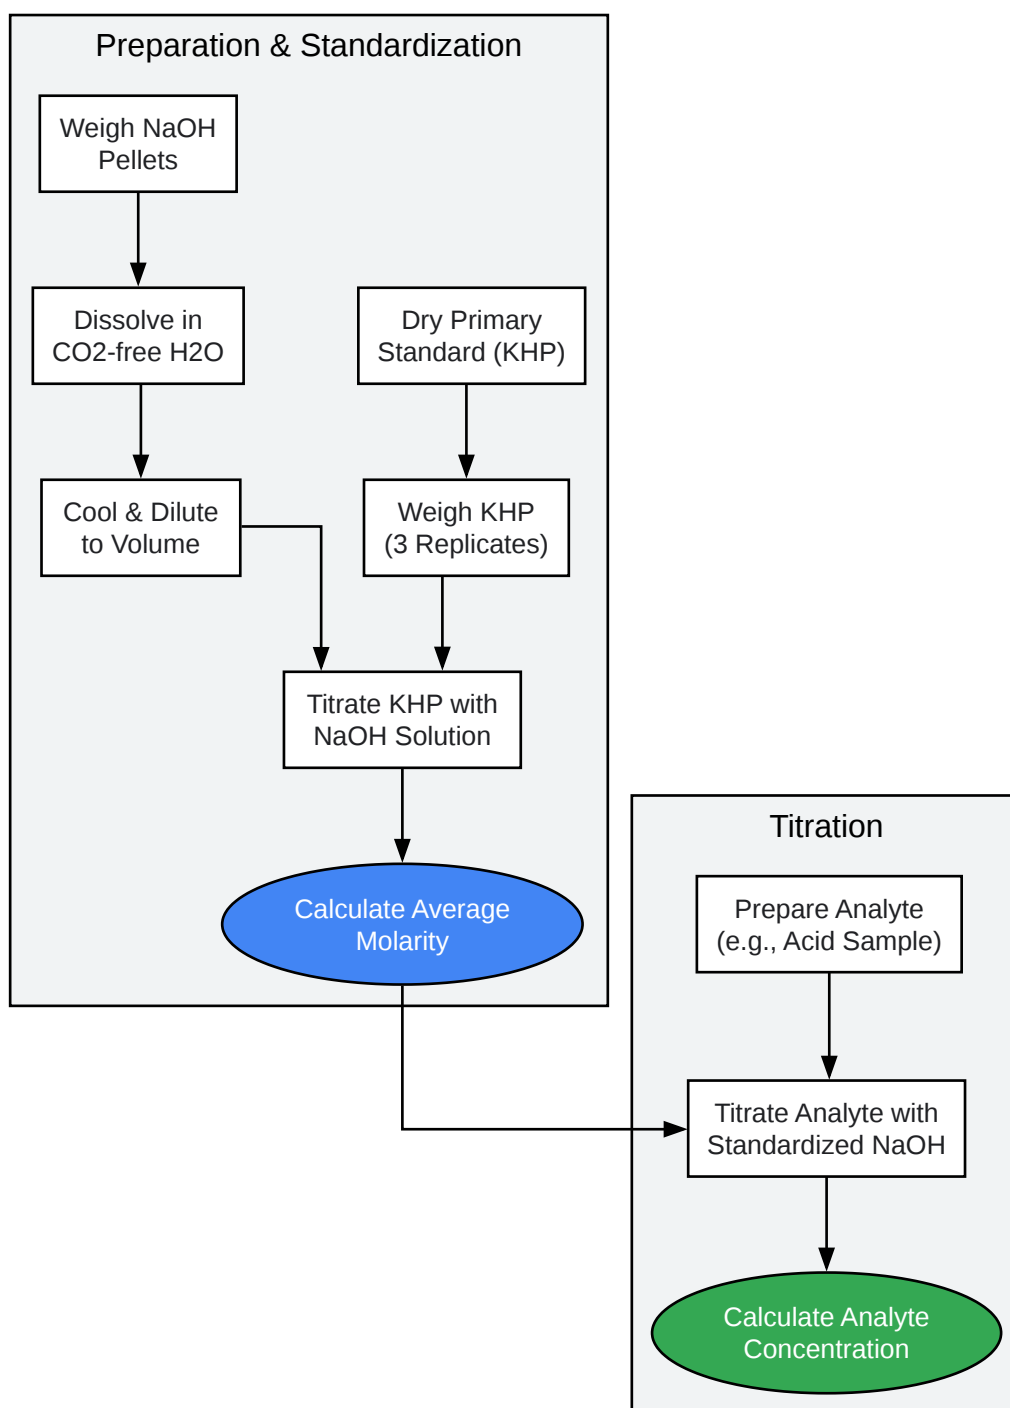 Preparation & Standardization
Weigh NaOH
Pellets
Dissolve in
CO2-free H2O
Dry Primary
Standard (KHP)
Cool & Dilute
to Volume
Weigh KHP
(3 Replicates)
Titrate KHP with
NaOH Solution
Calculate Average
Molarity
Titration
Prepare Analyte
(e.g., Acid Sample)
Titrate Analyte with
Standardized NaOH
Calculate Analyte
Concentration